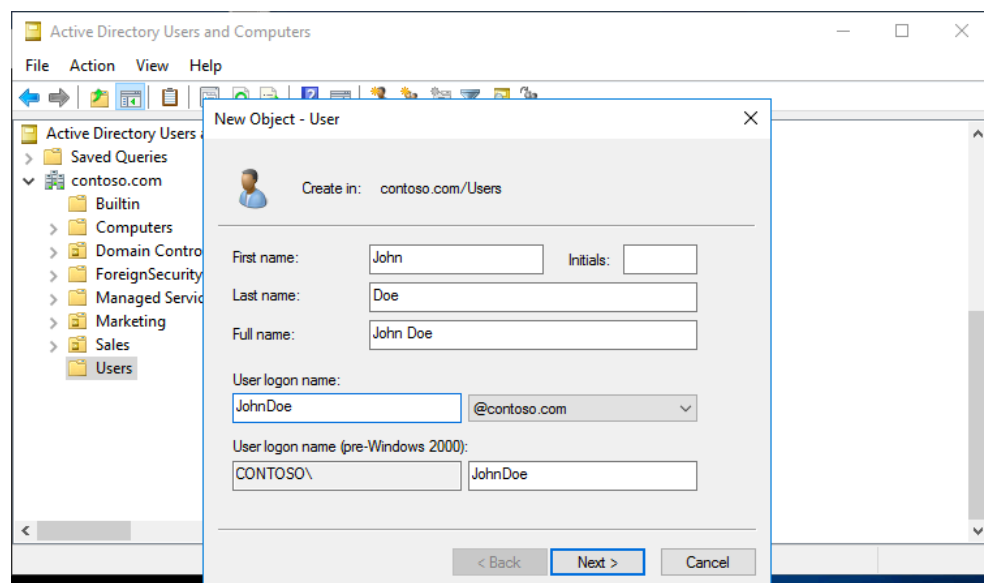 Active Directory Users and Computers
File Action View Help
New Object - User
Active Directory Users
Saved Queries
contoso.com
Builtin
Computers
Domain Contro
ForeignSecurity
Managed Servic
Marketing
Sales
Users
Create in: contoso.com/Users
First name: John Initials:
Last name: Doe
Full name: John Doe
User logon name:
JohnDoe @contoso.com
User logon name (pre-Windows 2000):
CONTOSO\ JohnDoe
< Back Next > Cancel